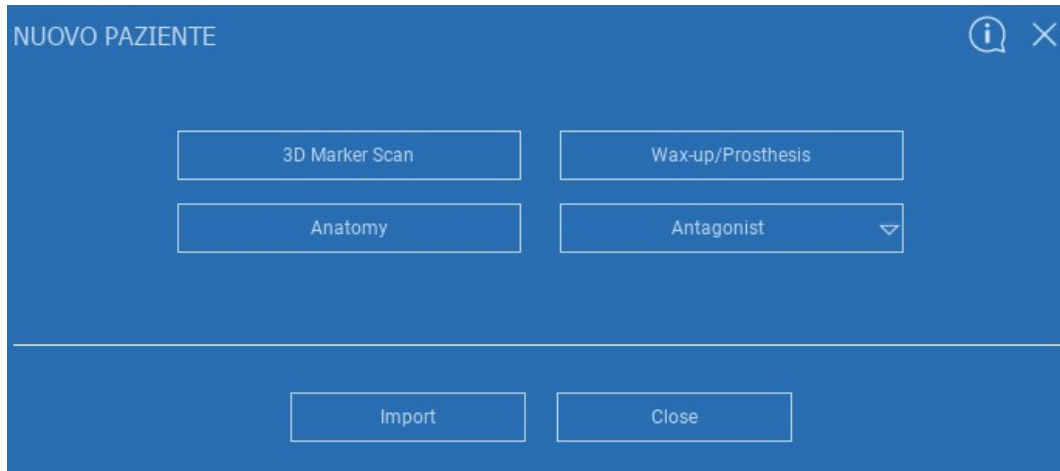 NUOVO PAZIENTE
3D Marker Scan
Wax-up/Prosthesis
Anatomy
Antagonist
Import
Close